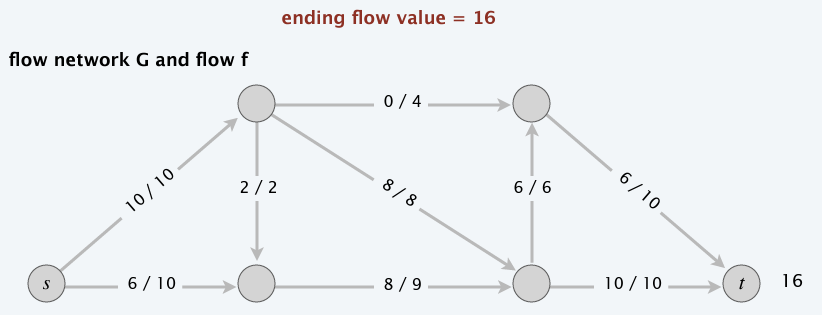 ending flow value = 16
flow network G and flow f
0 / 4
10 / 10
2 / 2
8 / 8
6 / 6
6 / 10
s
6 / 10
8 / 9
10 / 10
t
16